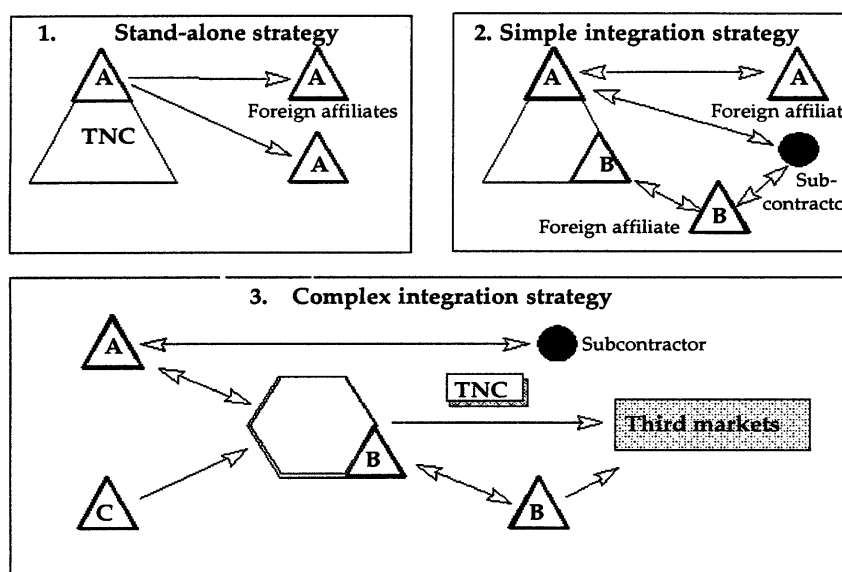 1. Stand-alone strategy
A
A
Foreign affiliates
TNC
A
2. Simple integration strategy
A
A
Foreign affiliat
B
Sub-
contracto
B
Foreign affiliate
3. Complex integration strategy
A
Subcontractor
TNC
Third markets
B
C
B